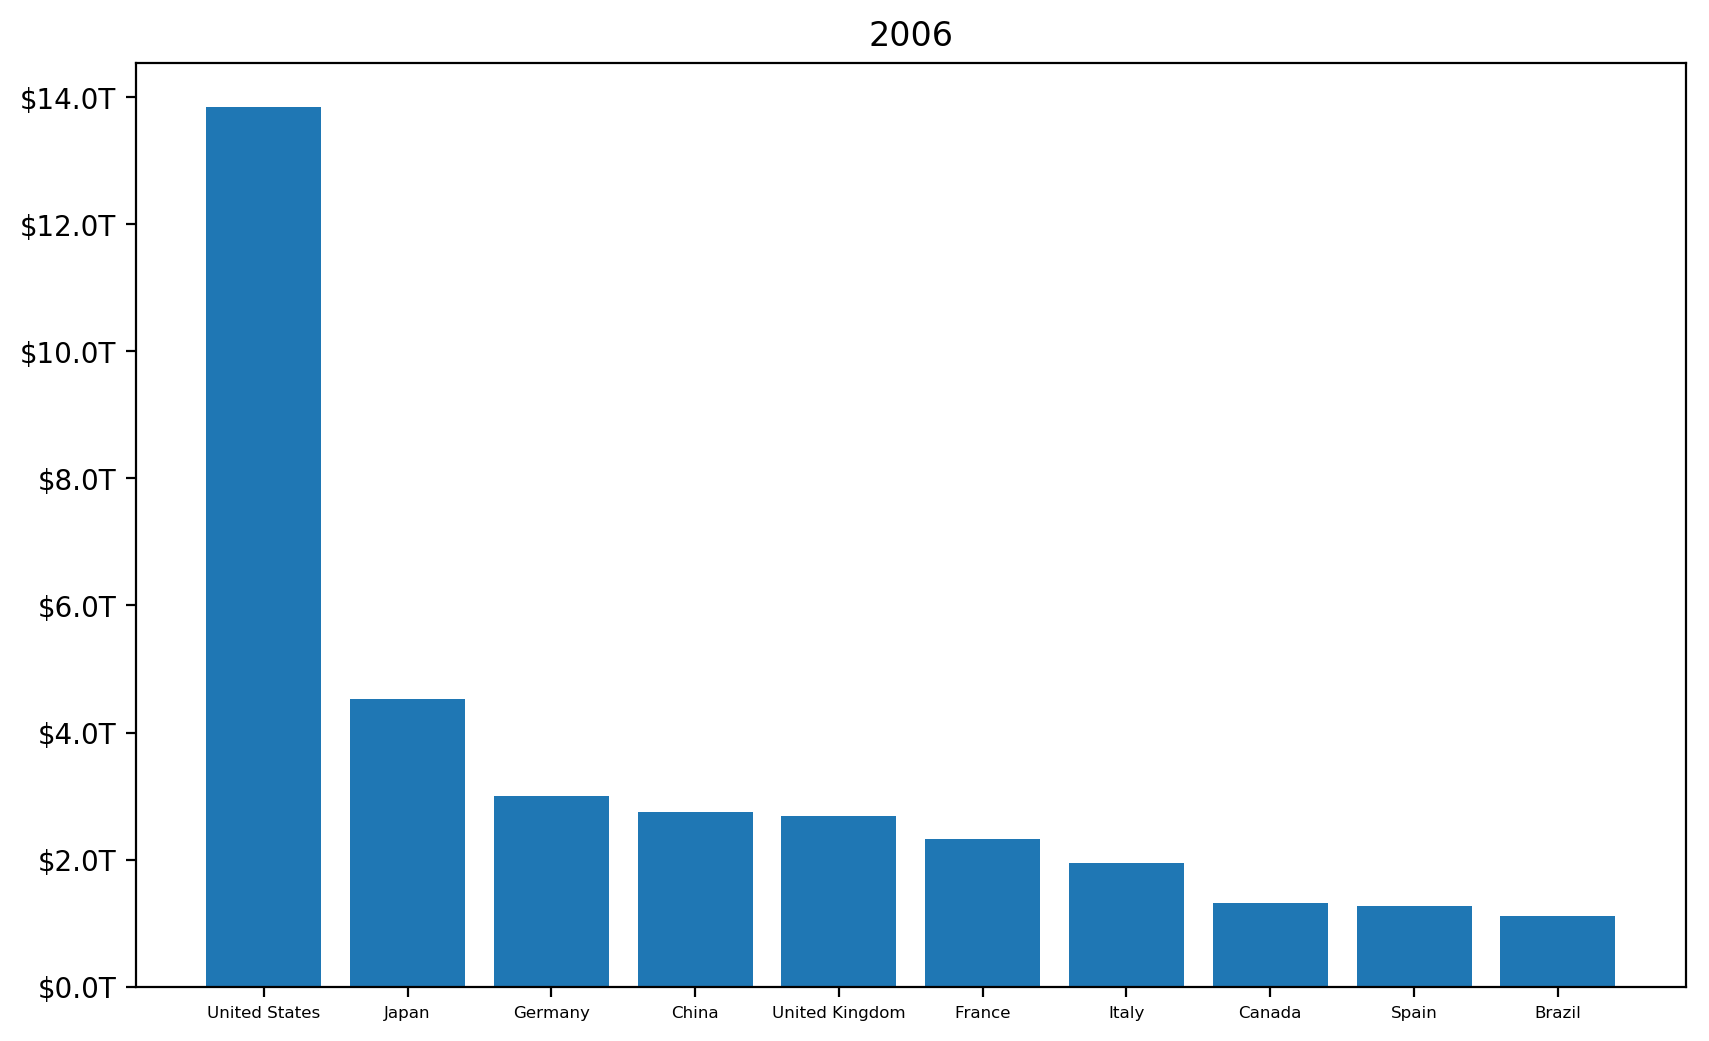 2006
$14.0T
$12.0T
$10.0T
$8.0T
$6.0T
$4.0T
$2.0T
$0.0T
United States Japan Germany China United Kingdom France Italy Canada Spain Brazil